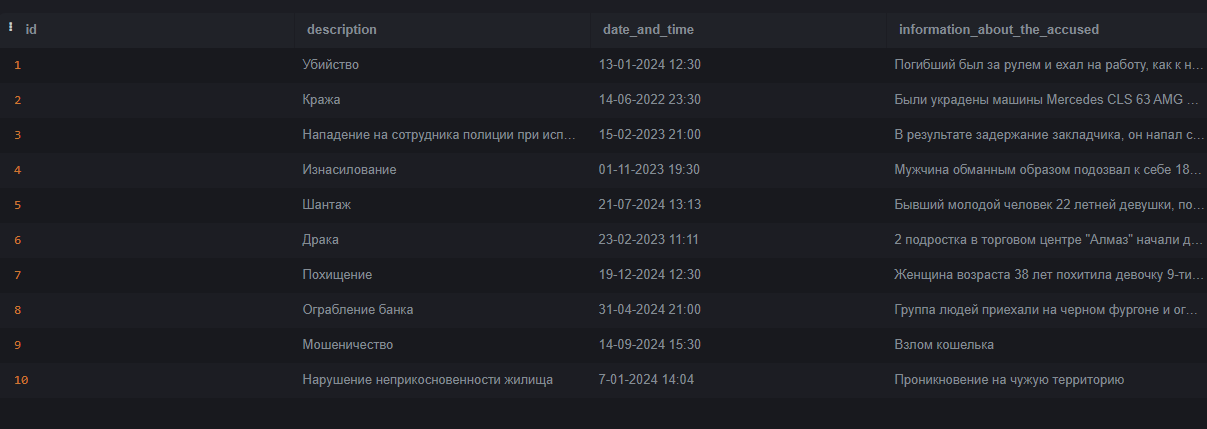 id description date_and_time information_about_the_accused
1 Убийство 13-01-2024 12:30 Погибший был за рулем и ехал на работу, как к н...
2 Кража 14-06-2022 23:30 Были украдены машины Mercedes CLS 63 AMG ...
3 Нападение на сотрудника полиции при исп... 15-02-2023 21:00 В результате задержание закладчика, он напал с...
4 Изнасилование 01-11-2023 19:30 Мужчина обманным образом подозвал к себе 18...
5 Шантаж 21-07-2024 13:13 Бывший молодой человек 22 летней девушки, по...
6 Драка 23-02-2023 11:11 2 подростка в торговом центре "Алмаз" начали д...
7 Похищение 19-12-2024 12:30 Женщина возраста 38 лет похитила девочку 9-ти...
8 Ограбление банка 31-04-2024 21:00 Группа людей приехали на черном фургоне и ог...
9 Мошеничество 14-09-2024 15:30 Взлом кошелька
10 Нарушение неприкосновенности жилища 7-01-2024 14:04 Проникновение на чужую территорию